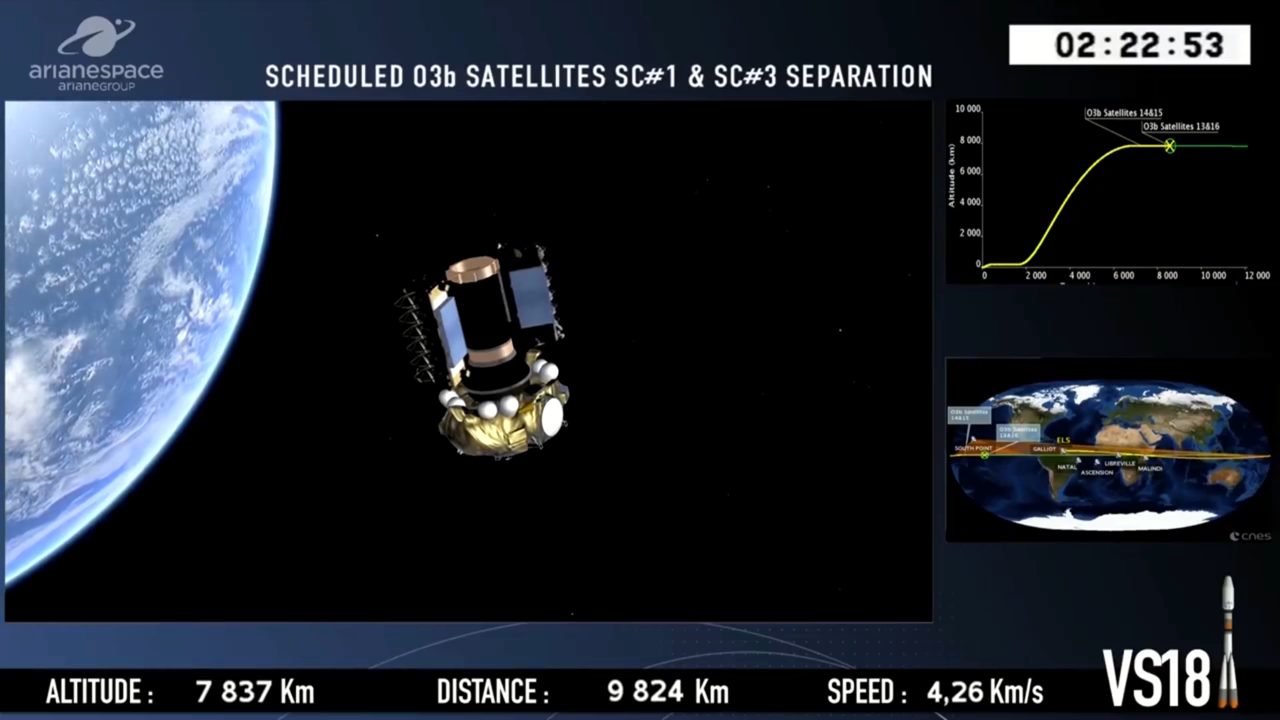 arianespace
arianegroup
SCHEDULED O3b SATELLITES SC#1 & SC#3 SEPARATION
02:22:53
10 000
8 000
6 000
4 000
2 000
0
Altitude (km)
O3b Satellites 14&15
O3b Satellites 13&16
0 2 000 4 000 6 000 8 000 10 000 12 000
O3b Satellites
14&15
O3b Satellites
13&16
SOUTH POINT
GALLIOT
ELS
NATAL
ASCENSION
LIBREVILLE
MALINDI
cnes
ALTITUDE : 7 837 Km
DISTANCE : 9 824 Km
SPEED : 4,26 Km/s
VS18